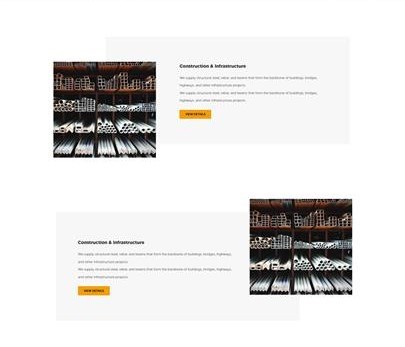 Construction & Infrastructure
We supply structural steel, rebar, and beams that form the backbone of buildings, bridges,
highways, and other infrastructure projects.
We supply structural steel, rebar, and beams that form the backbone of buildings, bridges,
highways, and other infrastructure projects.
VIEW DETAILS
Construction & Infrastructure
We supply structural steel, rebar, and beams that form the backbone of buildings, bridges, highways,
and other infrastructure projects.
We supply structural steel, rebar, and beams that form the backbone of buildings, bridges, highways,
and other infrastructure projects.
VIEW DETAILS